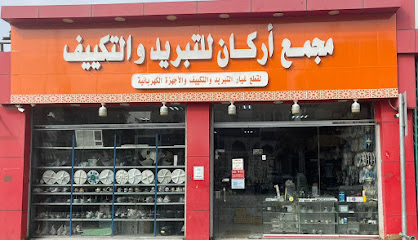 مجمع أركان للتبريد والتكييف
لقطع غيار التبريد والتكييف والأجهزة الكهربائية